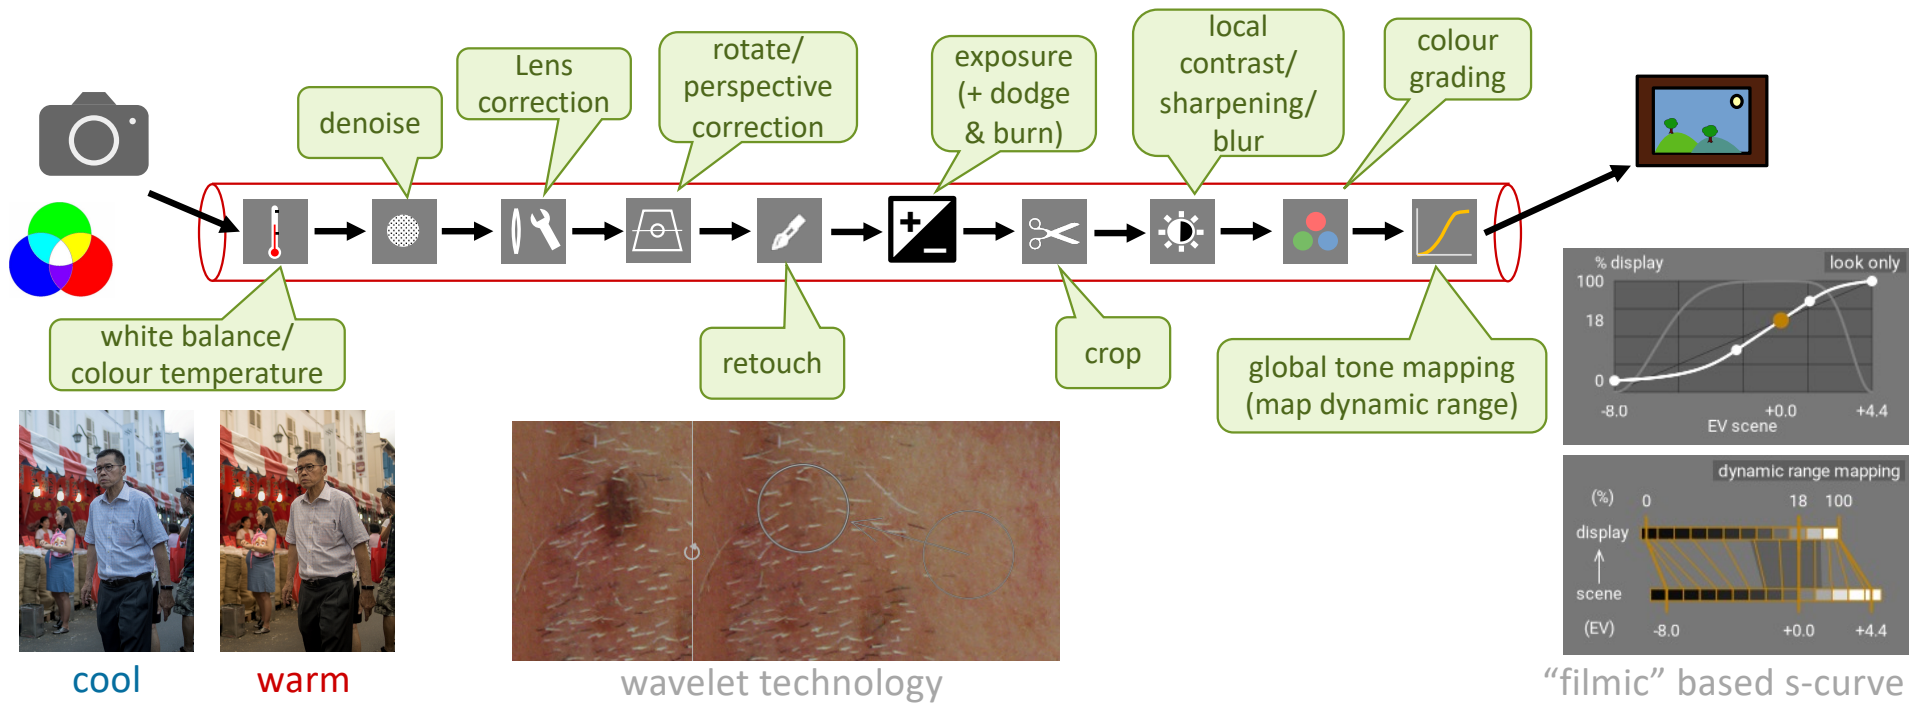 denoise
Lens
correction
rotate/
perspective
correction
exposure
(+ dodge
& burn)
local
contrast/
sharpening/
blur
colour
grading
white balance/
colour temperature
retouch
crop
global tone mapping
(map dynamic range)
cool
warm
wavelet technology
% display
look only
100
18
0
-8.0
+0.0
+4.4
EV scene
dynamic range mapping
(%)
0
18
100
display
scene
(EV)
-8.0
+0.0
+4.4
“filmic” based s-curve